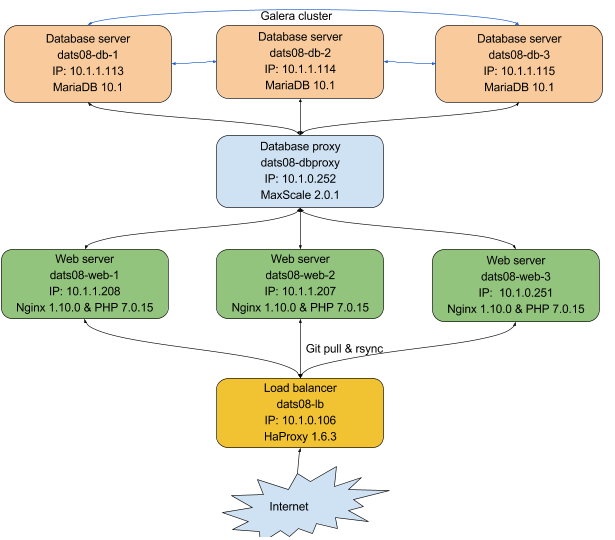 Galera cluster
Database server
dats08-db-1
IP: 10.1.1.113
MariaDB 10.1
Database server
dats08-db-2
IP: 10.1.1.114
MariaDB 10.1
Database server
dats08-db-3
IP: 10.1.1.115
MariaDB 10.1
Database proxy
dats08-dbproxy
IP: 10.1.0.252
MaxScale 2.0.1
Web server
dats08-web-1
IP: 10.1.1.208
Nginx 1.10.0 & PHP 7.0.15
Web server
dats08-web-2
IP: 10.1.1.207
Nginx 1.10.0 & PHP 7.0.15
Web server
dats08-web-3
IP: 10.1.0.251
Nginx 1.10.0 & PHP 7.0.15
Git pull & rsync
Load balancer
dats08-lb
IP: 10.1.0.106
HaProxy 1.6.3
Internet